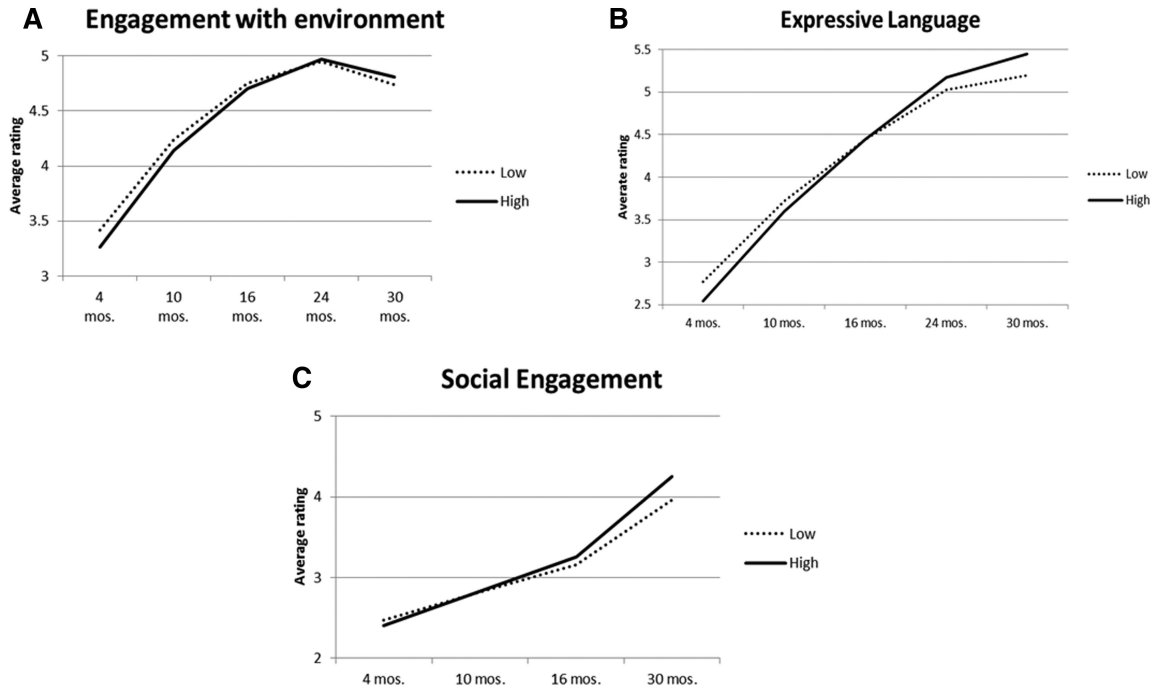 A
Engagement with environment
5
4.5
4
3.5
3
Average rating
4 mos.
10 mos.
16 mos.
24 mos.
30 mos.
Low
High
B
Expressive Language
5.5
5
4.5
4
3.5
3
2.5
Averate rating
4 mos.
10 mos.
16 mos.
24 mos.
30 mos.
Low
High
C
Social Engagement
5
4
3
2
Average rating
4 mos.
10 mos.
16 mos.
30 mos.
Low
High